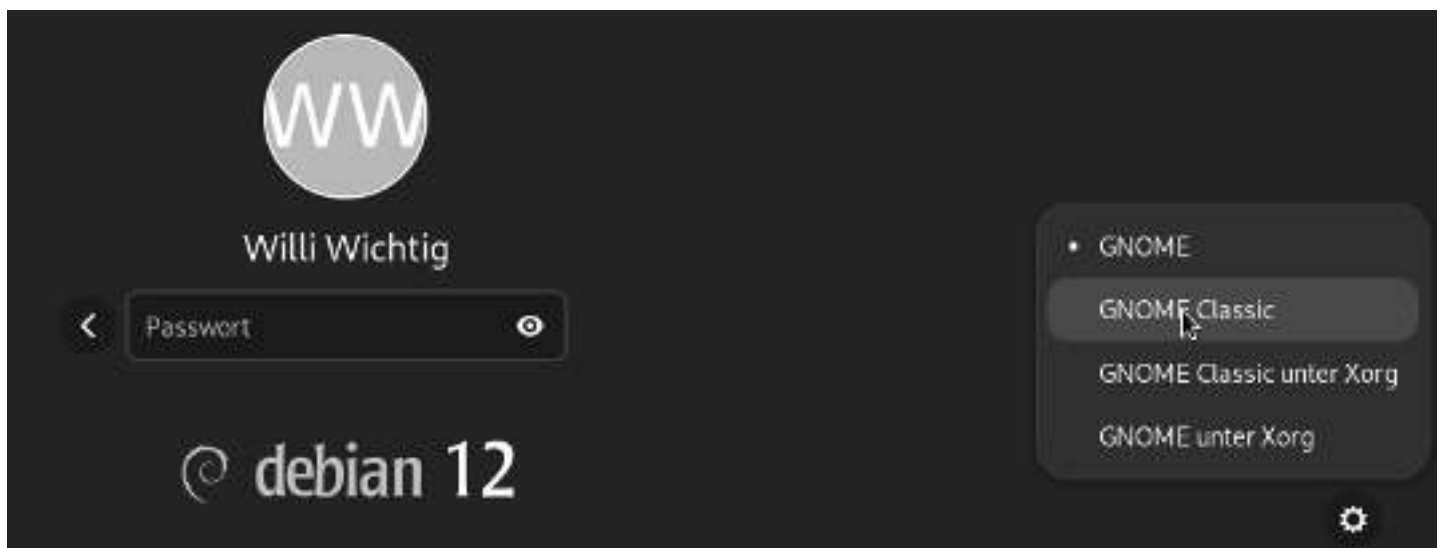 WW
Willi Wichtig
Passwort
debian 12
GNOME
GNOME Classic
GNOME Classic unter Xorg
GNOME unter Xorg